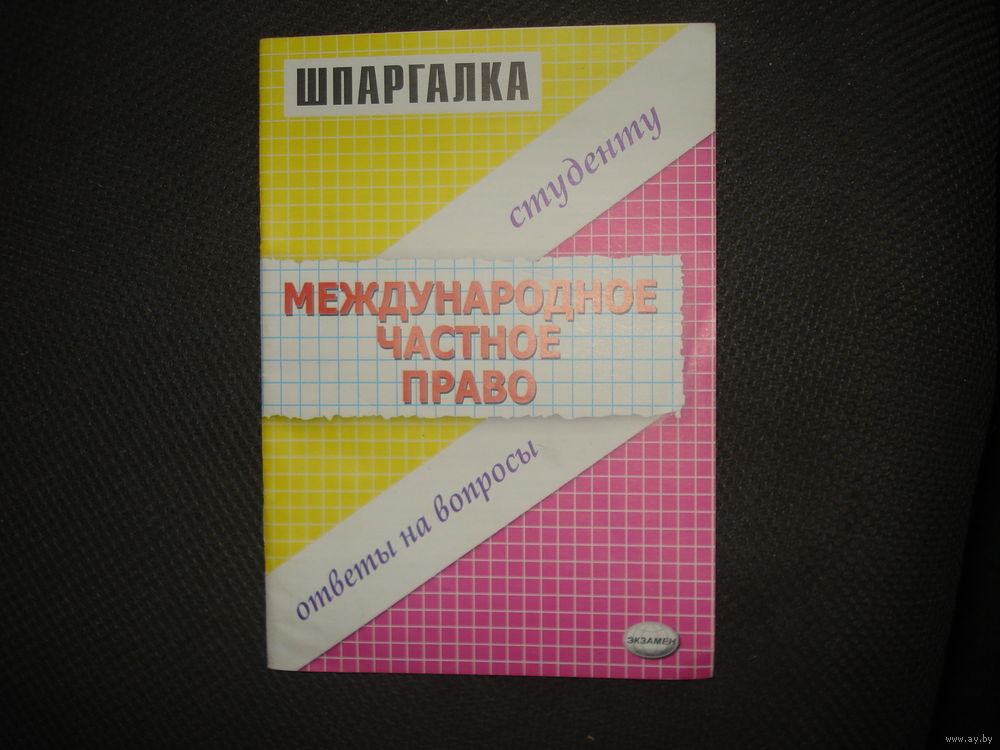 ШПАРГАЛКА
студенту
МЕЖДУНАРОДНОЕ
ЧАСТНОЕ
ПРАВО
ответы на вопросы
ЭКЗАМЕН
www.ay.by